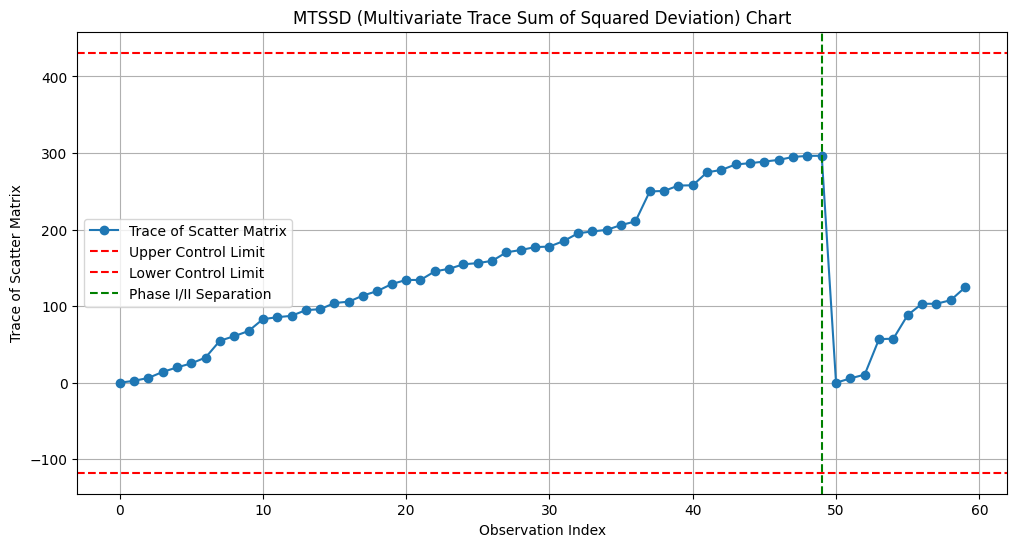 MTSSD (Multivariate Trace Sum of Squared Deviation) Chart
Trace of Scatter Matrix
400
300
200
100
0
−100
Trace of Scatter Matrix
Upper Control Limit
Lower Control Limit
Phase I/II Separation
0 10 20 30 40 50 60
Observation Index